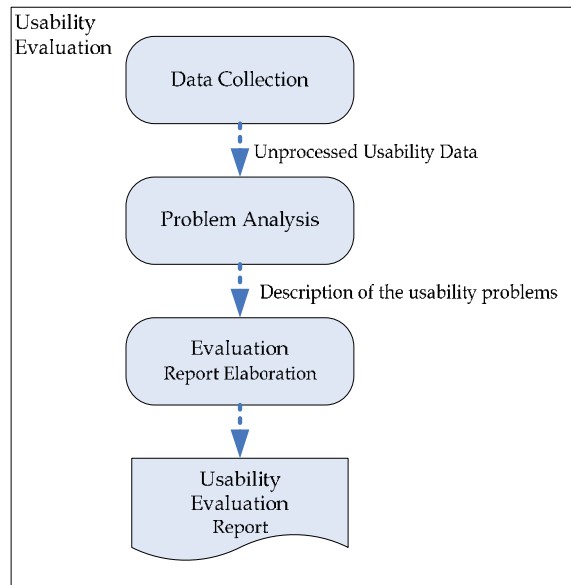 Usability
Evaluation
Data Collection
Unprocessed Usability Data
Problem Analysis
Description of the usability problems
Evaluation
Report Elaboration
Usability
Evaluation
Report